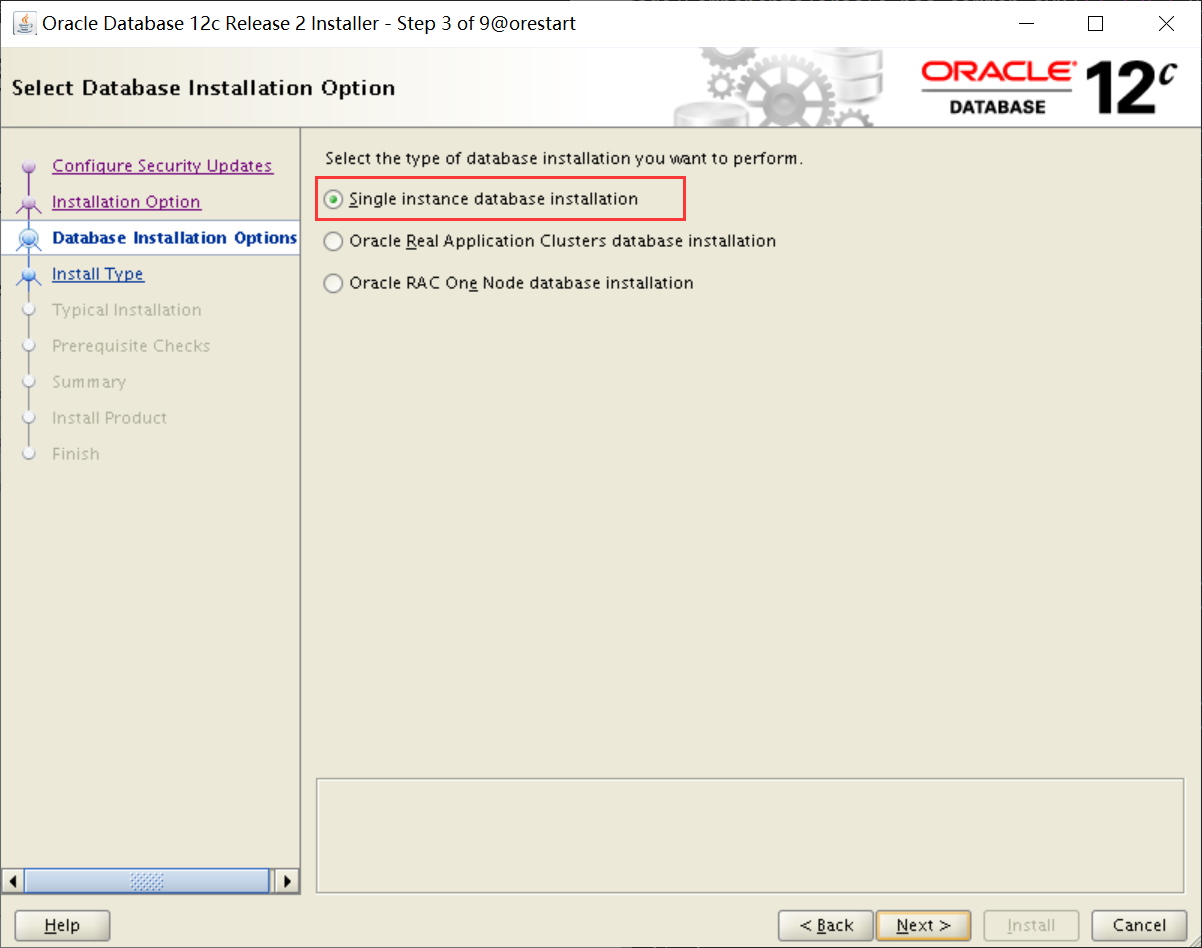 Oracle Database 12c Release 2 Installer - Step 3 of 9@orestart
Select Database Installation Option
ORACLE®
DATABASE
12c
Configure Security Updates
Installation Option
Database Installation Options
Install Type
Typical Installation
Prerequisite Checks
Summary
Install Product
Finish
Select the type of database installation you want to perform.
Single instance database installation
Oracle Real Application Clusters database installation
Oracle RAC One Node database installation
Help
< Back
Next >
Install
Cancel